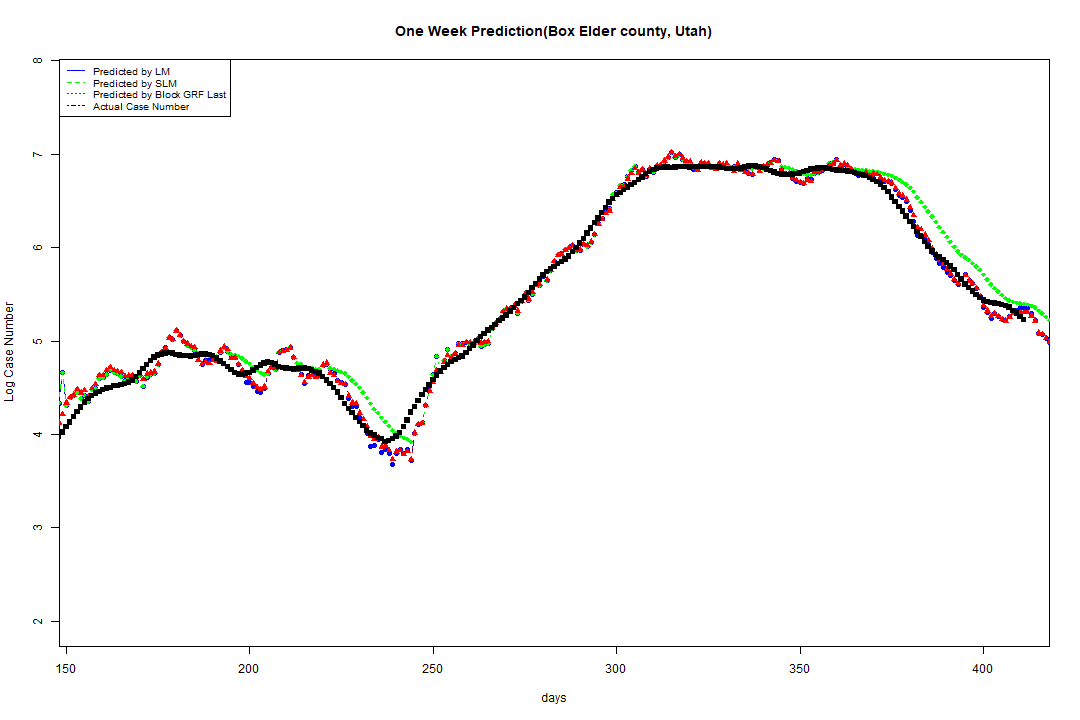 One Week Prediction(Box Elder county, Utah)
Predicted by LM
Predicted by SLM
Predicted by Block GRF Last
Actual Case Number
Log Case Number
8
7
6
5
4
3
2
150 200 250 300 350 400
days